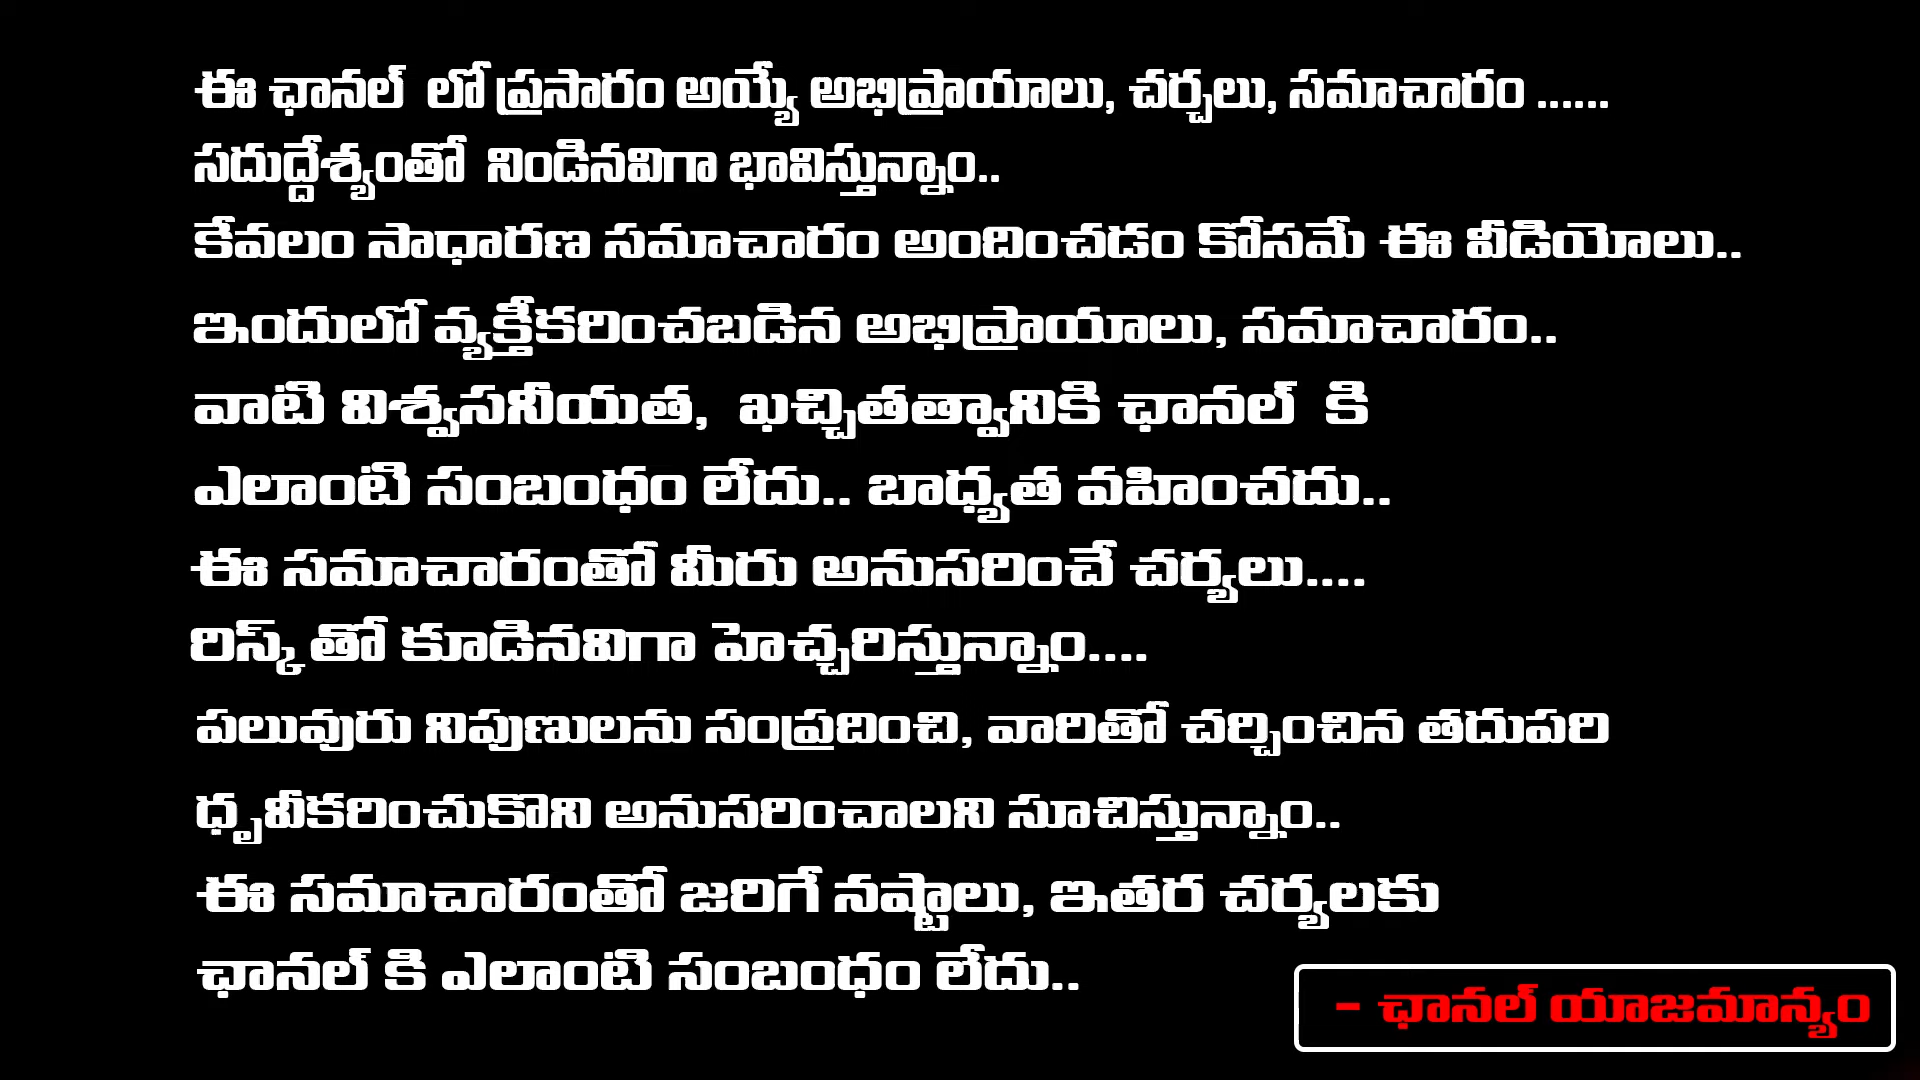 ఈ ఛానల్ లో ప్రసారం అయ్యే అభిప్రాయాలు, చర్చలు, సమాచారం ......
సదుద్దేశ్యంతో నిండినవిగా భావిస్తున్నాం..
కేవలం సాధారణ సమాచారం అందించడం కోసమే ఈ వీడియోలు..
ఇందులో వ్యక్తీకరించబడిన అభిప్రాయాలు, సమాచారం..
వాటి విశ్వసనీయత, ఖచ్చితత్వానికి ఛానల్ కి
ఎలాంటి సంబంధం లేదు.. బాధ్యత వహించదు..
ఈ సమాచారంతో మీరు అనుసరించే చర్యలు....
రిస్క్ తో కూడినవిగా హెచ్చరిస్తున్నాం....
పలువురు నిపుణులను సంప్రదించి, వారితో చర్చించిన తదుపరి
ధృవీకరించుకొని అనుసరించాలని సూచిస్తున్నాం..
ఈ సమాచారంతో జరిగే నష్టాలు, ఇతర చర్యలకు
ఛానల్ కి ఎలాంటి సంబంధం లేదు..
- ఛానల్ యాజమాన్యం